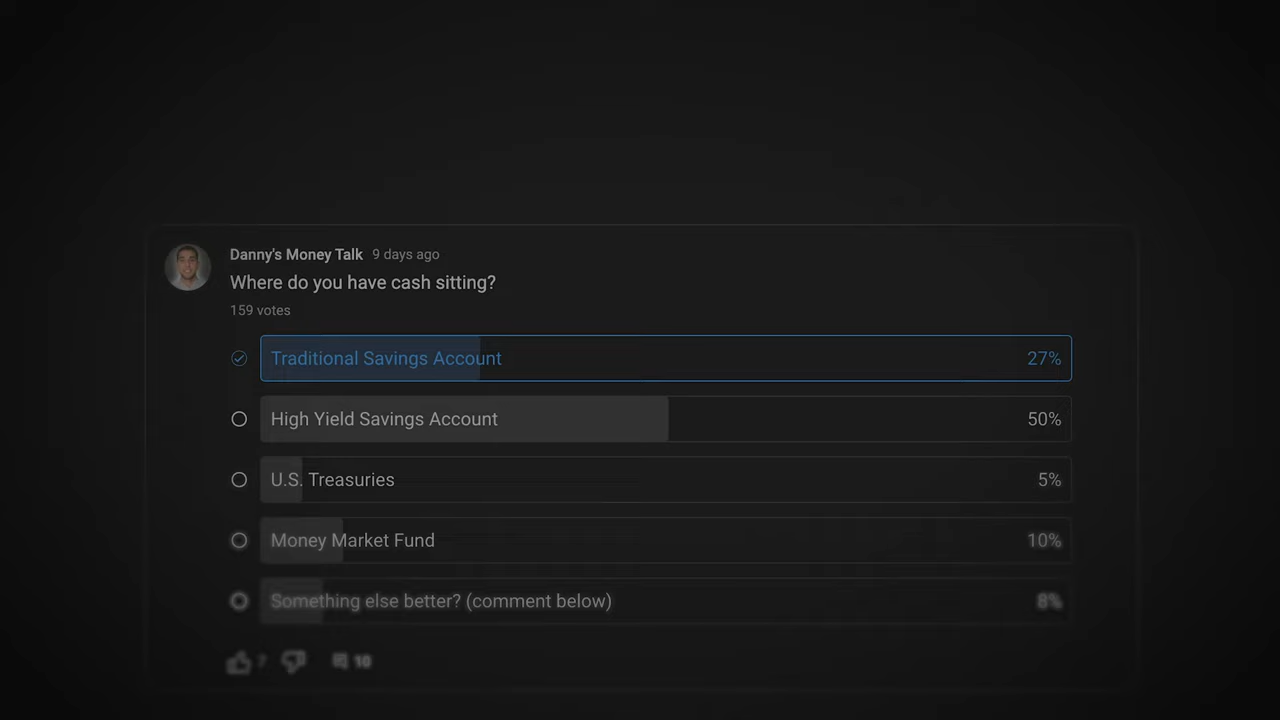 Danny's Money Talk 9 days ago
Where do you have cash sitting?
159 votes
Traditional Savings Account 27%
High Yield Savings Account 50%
U.S. Treasuries 5%
Money Market Fund 10%
Something else better? (comment below) 8%
7 10